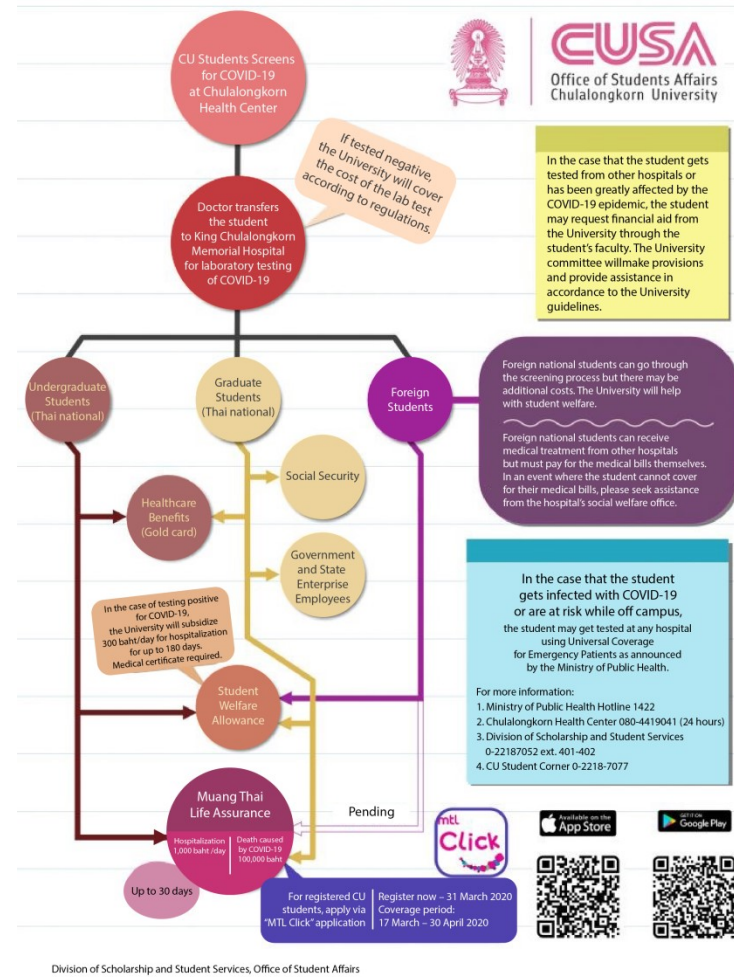 CUSA
Office of Students Affairs
Chulalongkorn University
CU Students Screens
for COVID-19
at Chulalongkorn
Health Center
If tested negative,
the University will cover
the cost of the lab test
according to regulations.
Doctor transfers
the student
to King Chulalongkorn
Memorial Hospital
for laboratory testing
of COVID-19
In the case that the student gets
tested from other hospitals or
has been greatly affected by the
COVID-19 epidemic, the student
may request financial aid from
the University through the
student's faculty. The University
committee willmake provisions
and provide assistance in
accordance to the University
guidelines.
Undergraduate
Students
(Thai national)
Graduate
Students
(Thai national)
Foreign
Students
Foreign national students can go through
the screening process but there may be
additional costs. The University will help
with student welfare.
Foreign national students can receive
medical treatment from other hospitals
but must pay for the medical bills themselves.
In an event where the student cannot cover
for their medical bills, please seek assistance
from the hospital's social welfare office.
Social Security
Healthcare
Benefits
(Gold card)
Government
and State
Enterprise
Employees
In the case of testing positive
for COVID-19,
the University will subsidize
300 baht/day for hospitalization
for up to 180 days.
Medical certificate required.
Student
Welfare
Allowance
In the case that the student
gets infected with COVID-19
or are at risk while off campus,
the student may get tested at any hospital
using Universal Coverage
for Emergency Patients as announced
by the Ministry of Public Health.
For more information:
1. Ministry of Public Health Hotline 1422
2. Chulalongkorn Health Center 080-4419041 (24 hours)
3. Division of Scholarship and Student Services
0-22187052 ext. 401-402
4. CU Student Corner 0-2218-7077
Muang Thai
Life Assurance
Hospitalization
1,000 baht /day
Death caused
by COVID-19
100,000 baht
Pending
Up to 30 days
mtl
Click
Available on the
App Store
GET IT ON
Google Play
For registered CU
students, apply via
"MTL Click" application
Register now – 31 March 2020
Coverage period:
17 March – 30 April 2020
Division of Scholarship and Student Services, Office of Student Affairs